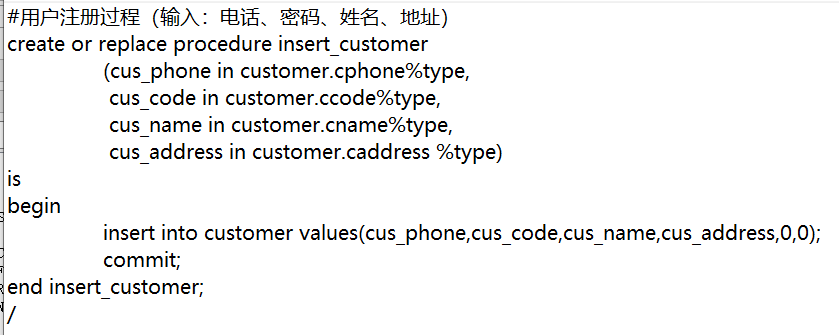 #用户注册过程（输入：电话、密码、姓名、地址）
create or replace procedure insert_customer
(cus_phone in customer.cphone%type,
cus_code in customer.ccode%type,
cus_name in customer.cname%type,
cus_address in customer.caddress %type)
is
begin
insert into customer values(cus_phone,cus_code,cus_name,cus_address,0,0);
commit;
end insert_customer;
/